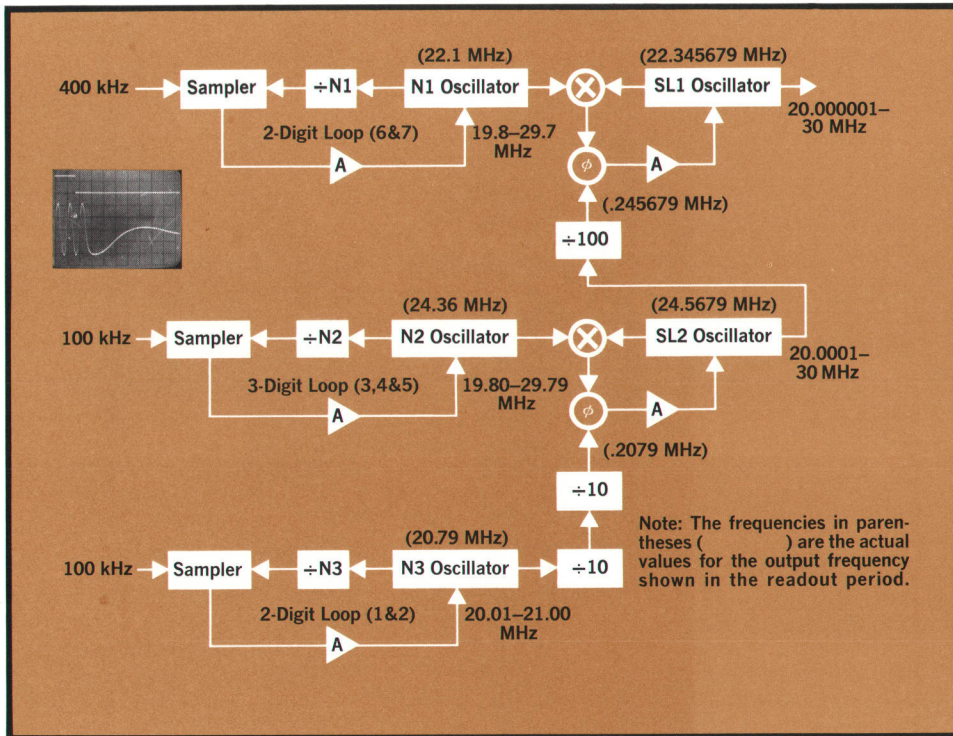 (22.1 MHz)
(22.345679 MHz)
400 kHz
Sampler
÷N1
N1 Oscillator
SL1 Oscillator
2-Digit Loop (6&7)
19.8–29.7
MHz
20.000001–
30 MHz
A
A
φ
(.245679 MHz)
÷100
(24.36 MHz)
(24.5679 MHz)
100 kHz
Sampler
÷N2
N2 Oscillator
SL2 Oscillator
3-Digit Loop (3,4&5)
19.80–29.79
MHz
20.0001–
30 MHz
A
A
φ
(.2079 MHz)
÷10
(20.79 MHz)
100 kHz
Sampler
÷N3
N3 Oscillator
÷10
2-Digit Loop (1&2)
20.01–21.00
MHz
A
Note: The frequencies in paren-
theses ( ) are the actual
values for the output frequency
shown in the readout period.